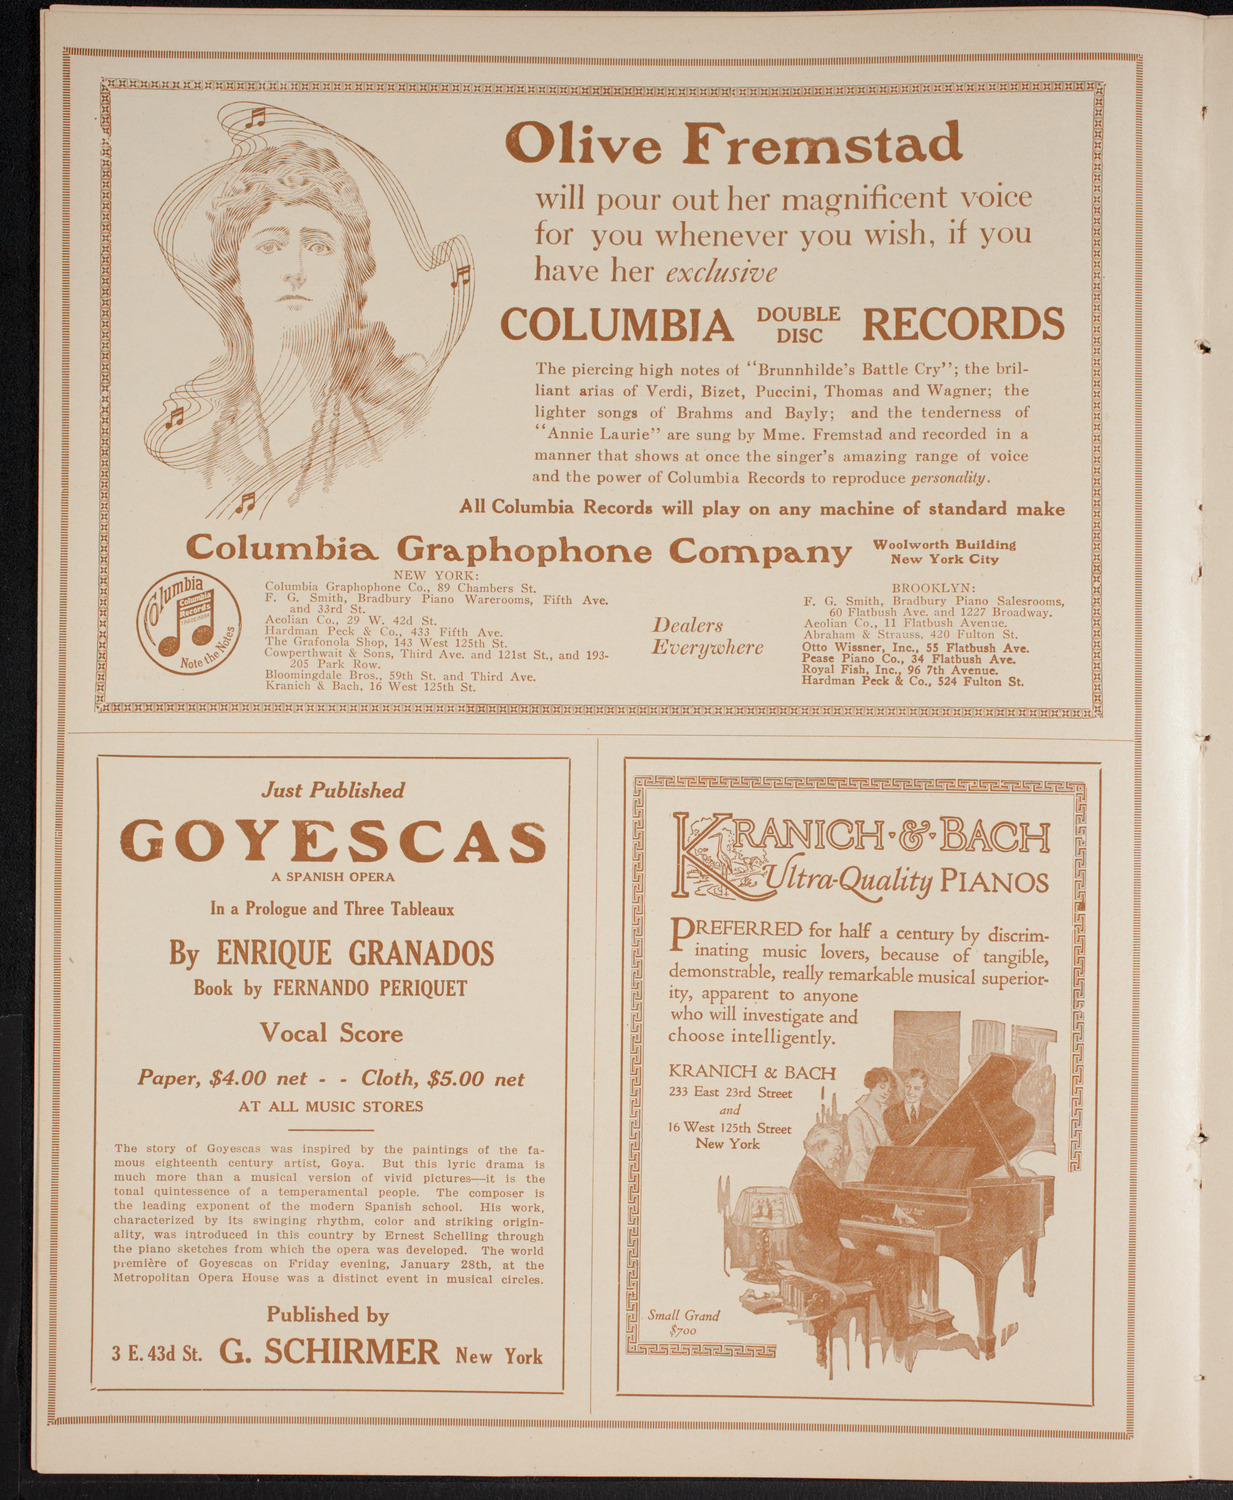 Olive Fremstad
will pour out her magnificent voice
for you whenever you wish, if you
have her exclusive
COLUMBIA DOUBLE DISC RECORDS
The piercing high notes of "Brunnhilde's Battle Cry"; the bril-
liant arias of Verdi, Bizet, Puccini, Thomas and Wagner; the
lighter songs of Brahms and Bayly; and the tenderness of
"Annie Laurie" are sung by Mme. Fremstad and recorded in a
manner that shows at once the singer's amazing range of voice
and the power of Columbia Records to reproduce personality.
All Columbia Records will play on any machine of standard make
Columbia Graphophone Company
Woolworth Building
New York City
Columbia
Columbia
Records
Note the Notes
NEW YORK:
Columbia Graphophone Co., 89 Chambers St.
F. G. Smith, Bradbury Piano Warerooms, Fifth Ave.
and 33rd St.
Aeolian Co., 29 W. 42d St.
Hardman Peck & Co., 433 Fifth Ave.
The Grafonola Shop, 143 West 125th St.
Cowperthwait & Sons, Third Ave. and 121st St., and 193-
205 Park Row.
Bloomingdale Bros., 59th St. and Third Ave.
Kranich & Bach, 16 West 125th St.
Dealers
Everywhere
BROOKLYN:
F. G. Smith, Bradbury Piano Salesrooms,
60 Flatbush Ave. and 1227 Broadway.
Aeolian Co., 11 Flatbush Avenue.
Abraham & Strauss, 420 Fulton St.
Otto Wissner, Inc., 55 Flatbush Ave.
Pease Piano Co., 34 Flatbush Ave.
Royal Fish, Inc., 96 7th Avenue.
Hardman Peck & Co., 524 Fulton St.
Just Published
GOYESCAS
A SPANISH OPERA
In a Prologue and Three Tableaux
By ENRIQUE GRANADOS
Book by FERNANDO PERIQUET
Vocal Score
Paper, $4.00 net - - Cloth, $5.00 net
AT ALL MUSIC STORES
The story of Goyescas was inspired by the paintings of the fa-
mous eighteenth century artist, Goya. But this lyric drama is
much more than a musical version of vivid pictures—it is the
tonal quintessence of a temperamental people. The composer is
the leading exponent of the modern Spanish school. His work,
characterized by its swinging rhythm, color and striking origin-
ality, was introduced in this country by Ernest Schelling through
the piano sketches from which the opera was developed. The world
première of Goyescas on Friday evening, January 28th, at the
Metropolitan Opera House was a distinct event in musical circles.
Published by
3 E. 43d St. G. SCHIRMER New York
KRANICH·&·BACH
Ultra-Quality PIANOS
PREFERRED for half a century by discrim-
inating music lovers, because of tangible,
demonstrable, really remarkable musical superior-
ity, apparent to anyone
who will investigate and
choose intelligently.
KRANICH & BACH
233 East 23rd Street
and
16 West 125th Street
New York
Small Grand
$700